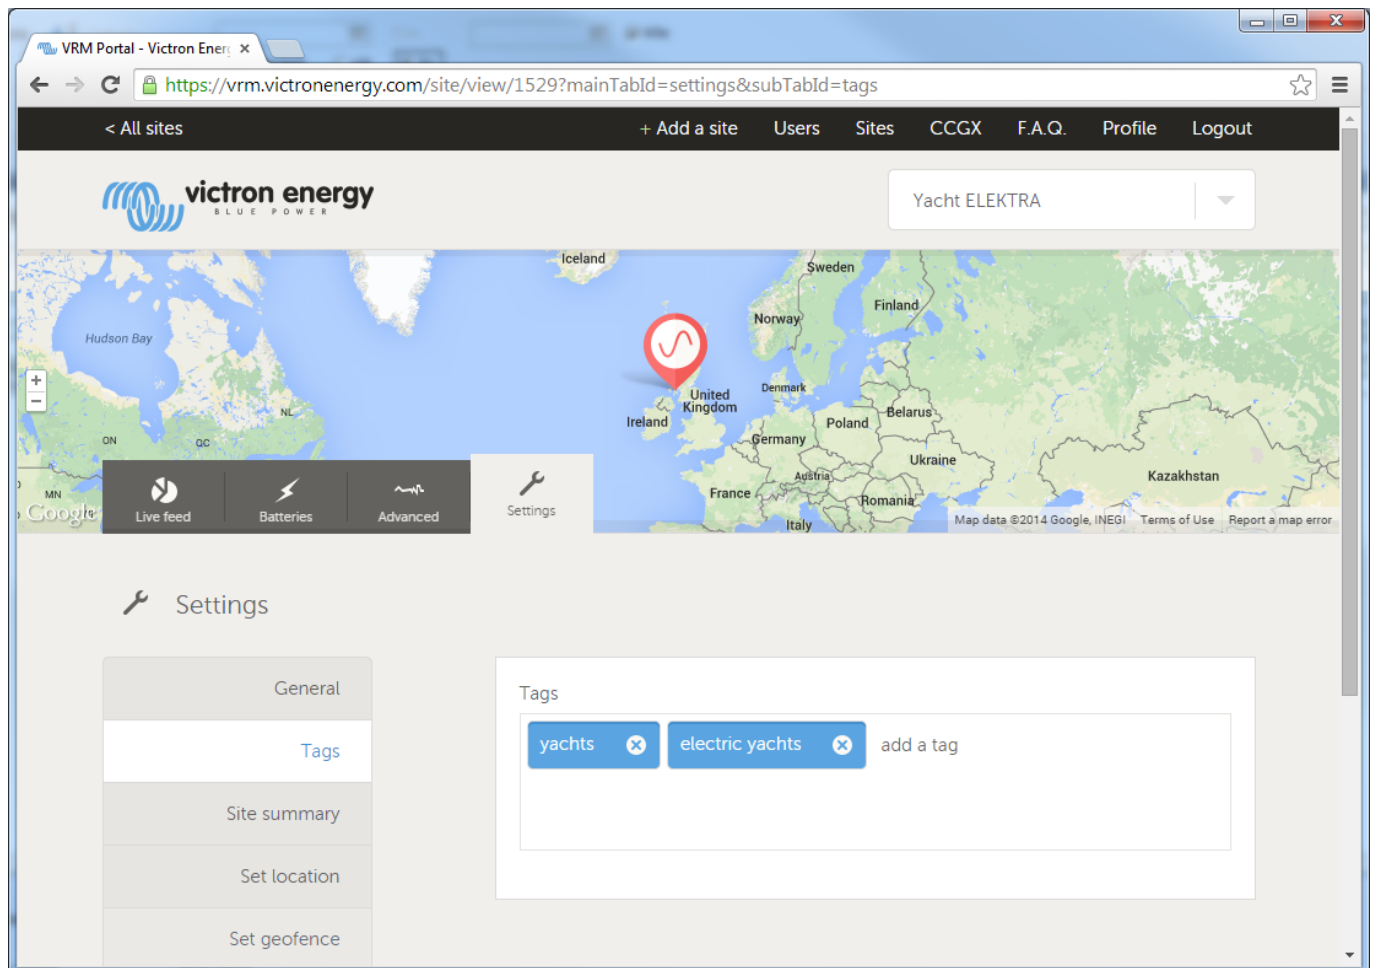 VRM Portal - Victron Ener
https://vrm.victronenergy.com/site/view/1529?mainTabId=settings&subTabId=tags
< All sites
+ Add a site Users Sites CCGX F.A.Q. Profile Logout
victron energy
BLUE POWER
Yacht ELEKTRA
Iceland
Sweden
Finland
Norway
Hudson Bay
+
-
United
Kingdom
Denmark
Ireland
NL
Belarus
Poland
ON
QC
Germany
Ukraine
Austria
Kazakhstan
MN
France
Romania
Italy
Google
Live feed
Batteries
Advanced
Settings
Map data ©2014 Google, INEGI Terms of Use Report a map error
Settings
General
Tags
Site summary
Set location
Set geofence
Tags
yachts
electric yachts
add a tag